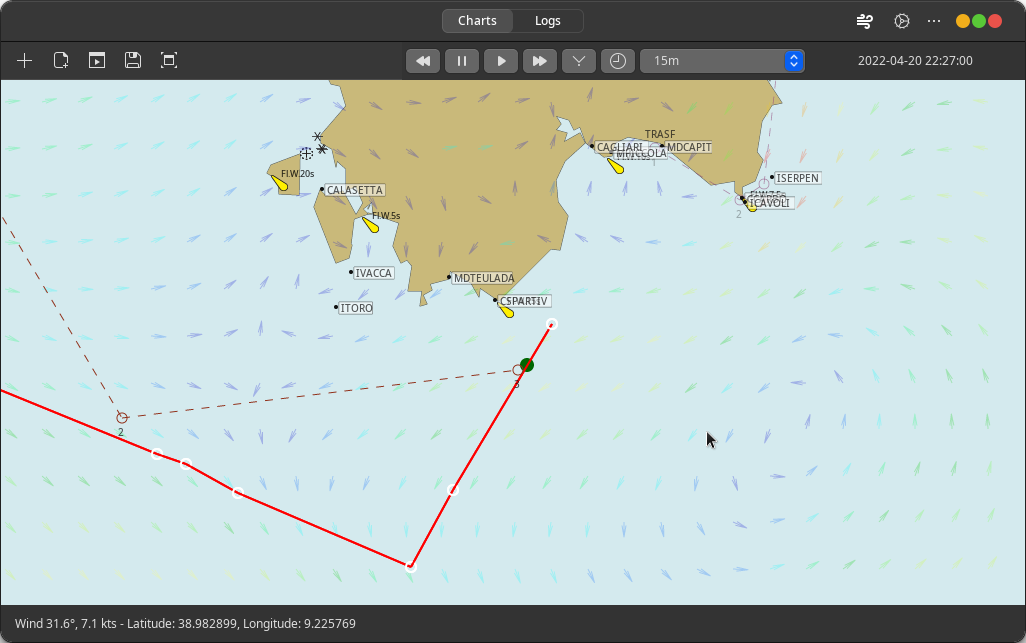 Charts Logs
15m
2022-04-20 22:27:00
TRASF
CAGLIARI
MDCAPIT
Fl.W.20s
ISERPEN
CALASETTA
ICAVOLI
2
Fl.W.5s
IVACCA
MDTEULADA
CSPARTIV
ITORO
3
2
Wind 31.6°, 7.1 kts - Latitude: 38.982899, Longitude: 9.225769